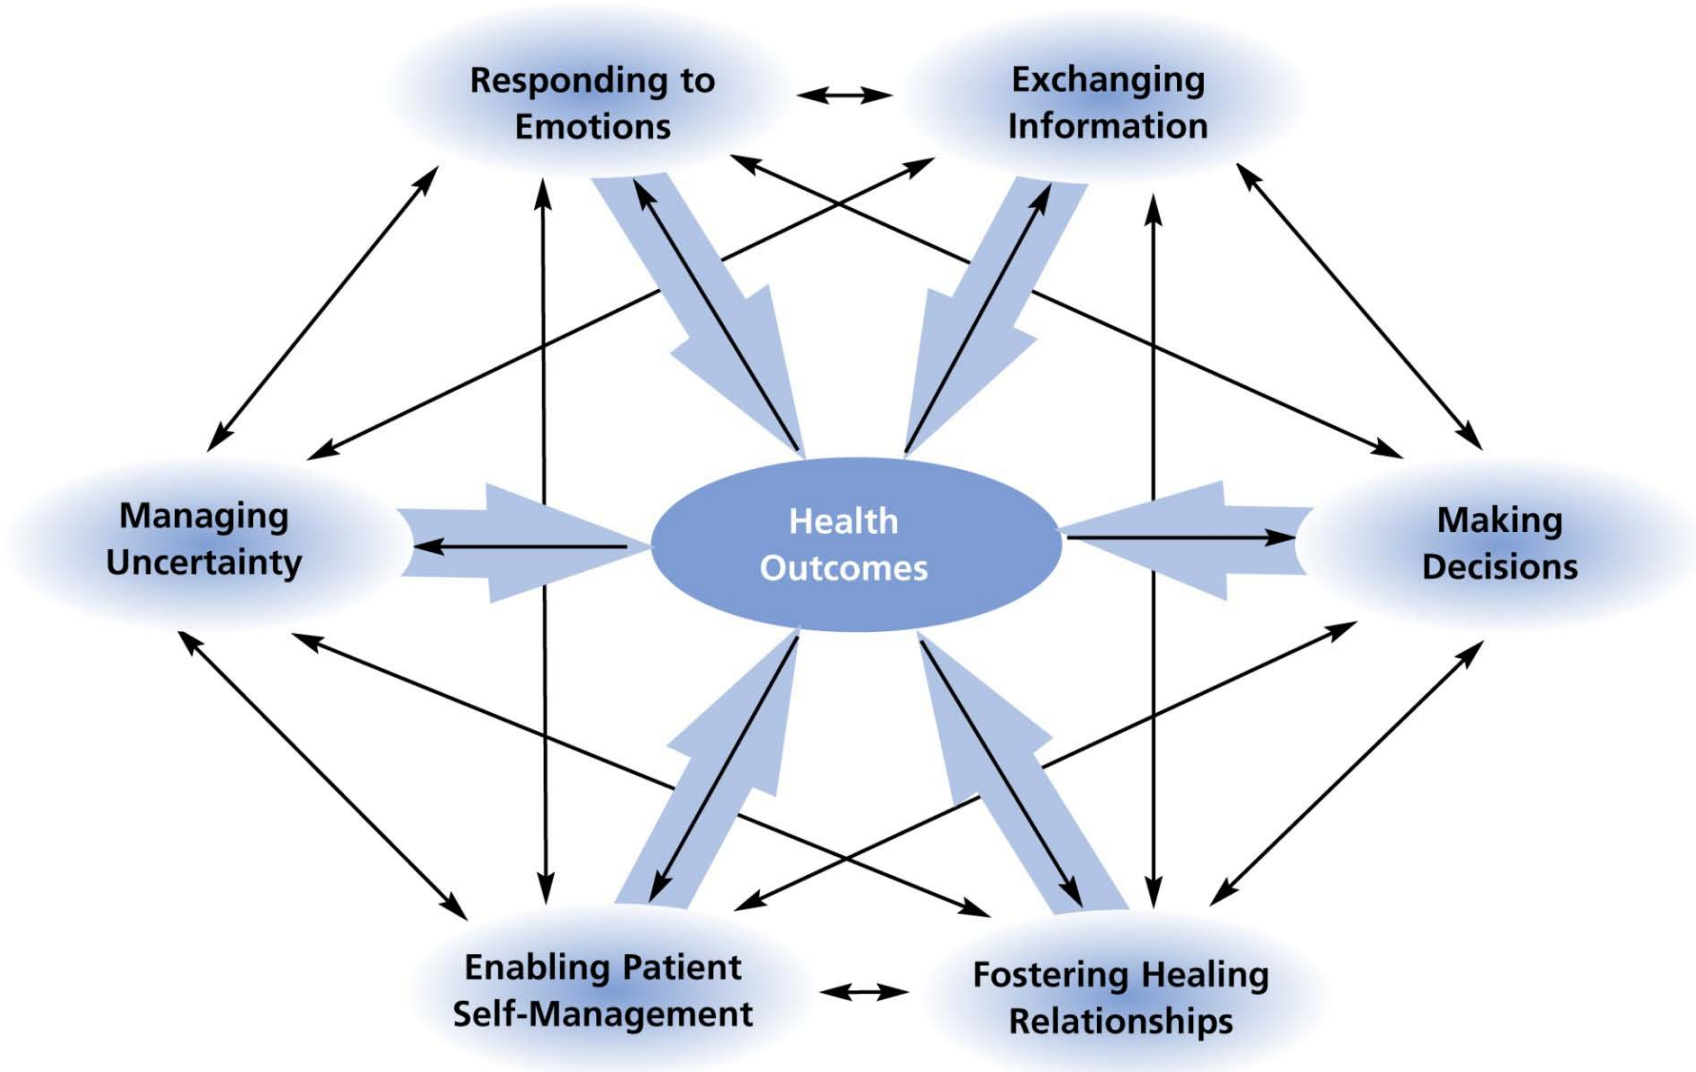 Responding to
Emotions
Exchanging
Information
Managing
Uncertainty
Health
Outcomes
Making
Decisions
Enabling Patient
Self-Management
Fostering Healing
Relationships